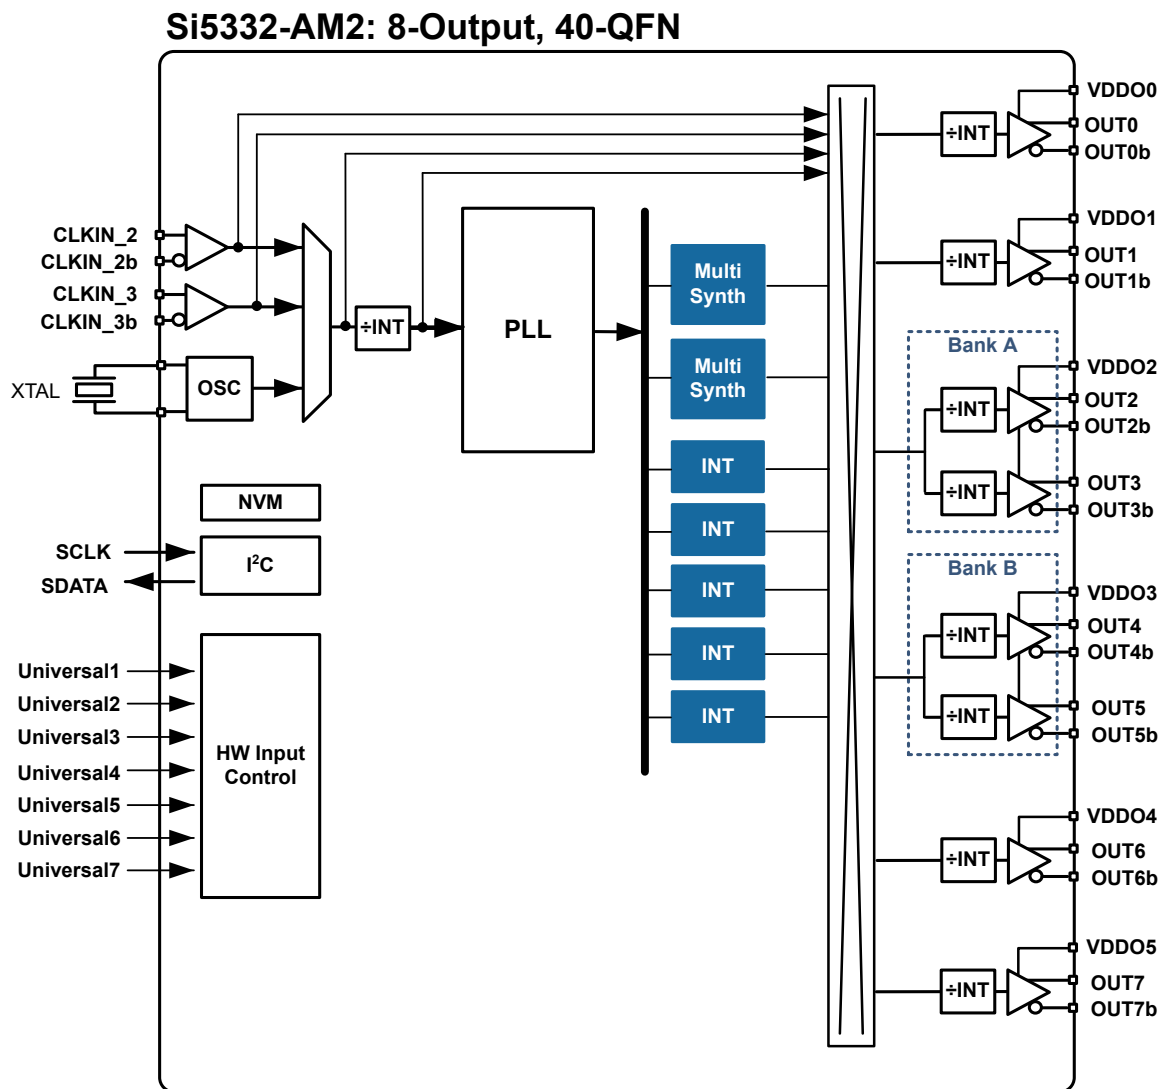 Si5332-AM2: 8-Output, 40-QFN
VDDO0
OUT0
OUT0b
÷INT
VDDO1
OUT1
OUT1b
÷INT
CLKIN_2
CLKIN_2b
CLKIN_3
CLKIN_3b
XTAL
OSC
÷INT
PLL
Multi
Synth
Multi
Synth
INT
INT
INT
INT
INT
Bank A
VDDO2
OUT2
OUT2b
÷INT
OUT3
OUT3b
÷INT
NVM
SCLK
SDATA
I²C
Bank B
VDDO3
OUT4
OUT4b
÷INT
OUT5
OUT5b
÷INT
Universal1
Universal2
Universal3
Universal4
Universal5
Universal6
Universal7
HW Input
Control
VDDO4
OUT6
OUT6b
÷INT
VDDO5
OUT7
OUT7b
÷INT